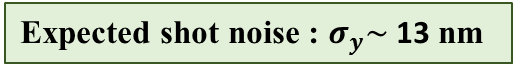 Expected shot noise : σ_y~ 13 nm